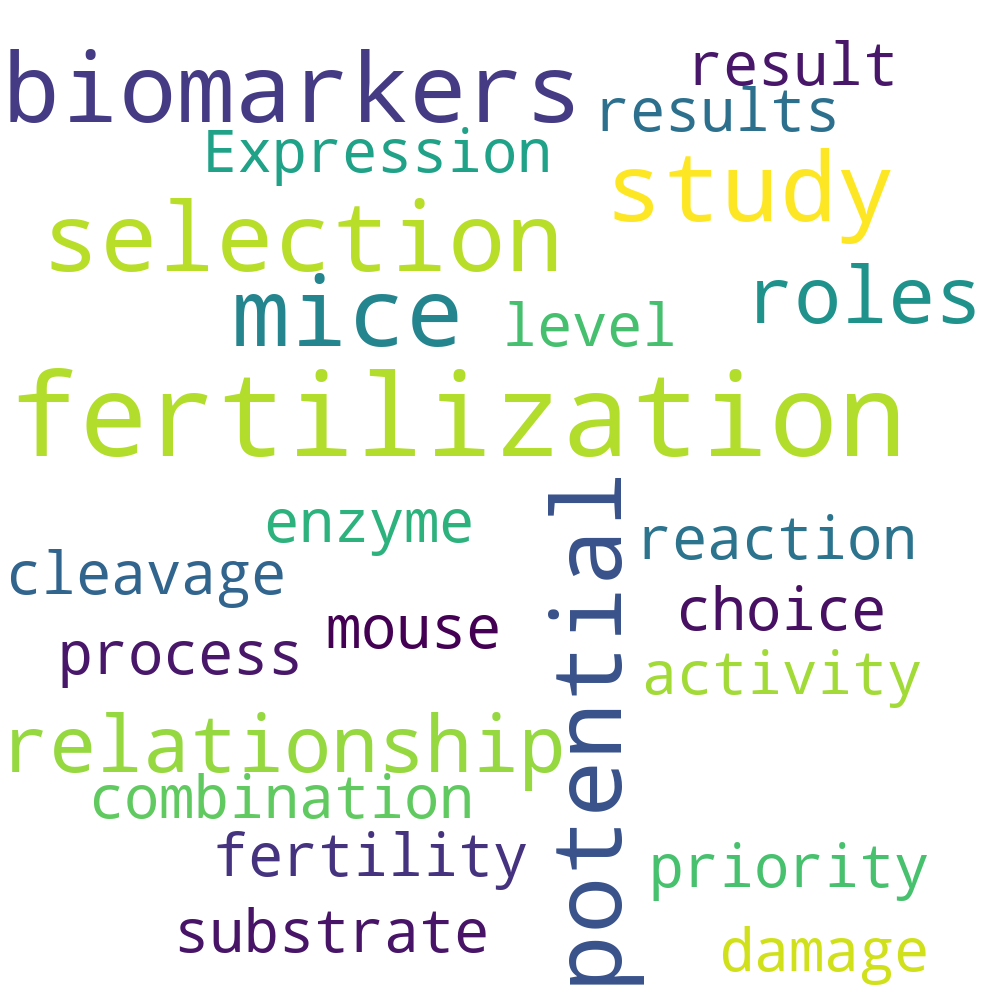 biomarkers
result
results
Expression
study
selection
mice
level
roles
fertilization
potential
enzyme
reaction
cleavage
choice
mouse
process
activity
relationship
combination
fertility
priority
substrate
damage